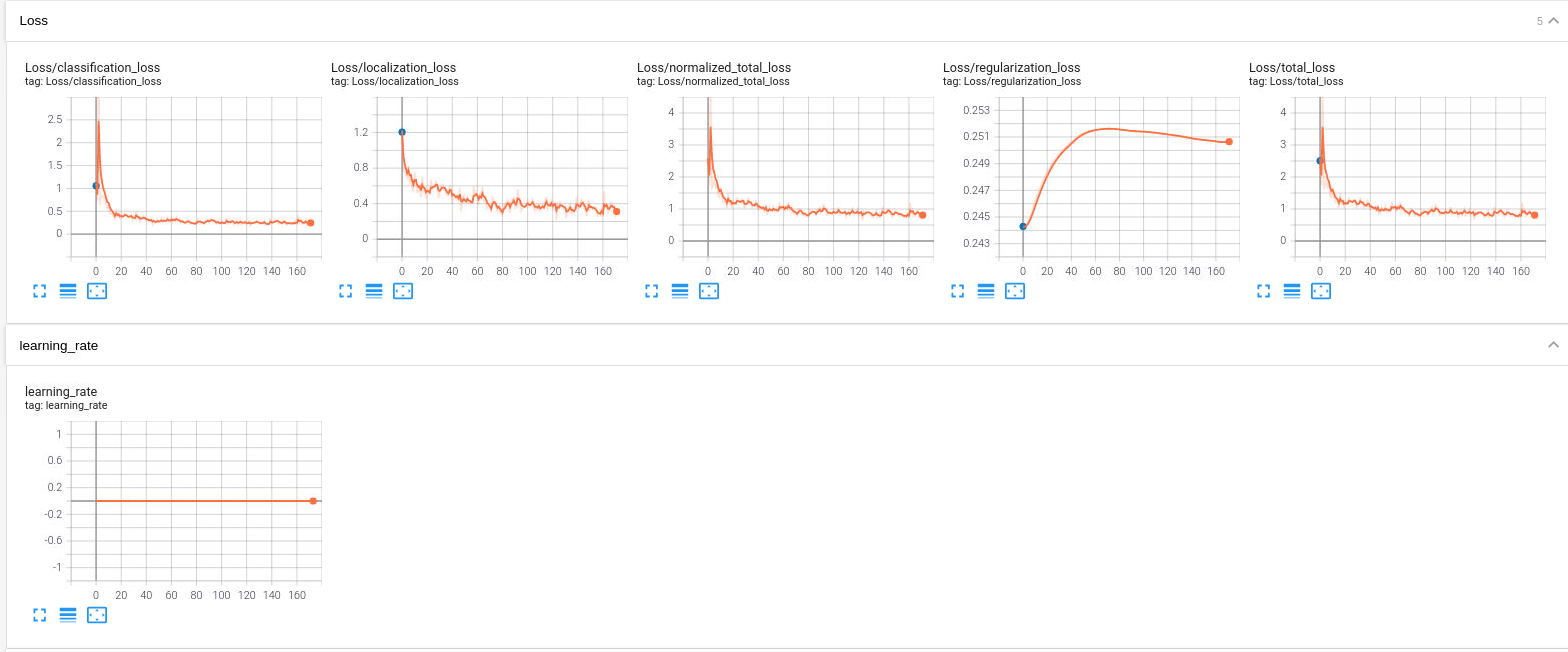 Loss 5
Loss/classification_loss
tag: Loss/classification_loss
2.5
2
1.5
1
0.5
0
0 20 40 60 80 100 120 140 160
Loss/localization_loss
tag: Loss/localization_loss
1.2
0.8
0.4
0
0 20 40 60 80 100 120 140 160
Loss/normalized_total_loss
tag: Loss/normalized_total_loss
4
3
2
1
0
0 20 40 60 80 100 120 140 160
Loss/regularization_loss
tag: Loss/regularization_loss
0.253
0.251
0.249
0.247
0.245
0.243
0 20 40 60 80 100 120 140 160
Loss/total_loss
tag: Loss/total_loss
4
3
2
1
0
0 20 40 60 80 100 120 140 160
learning_rate
learning_rate
tag: learning_rate
1
0.6
0.2
-0.2
-0.6
-1
0 20 40 60 80 100 120 140 160